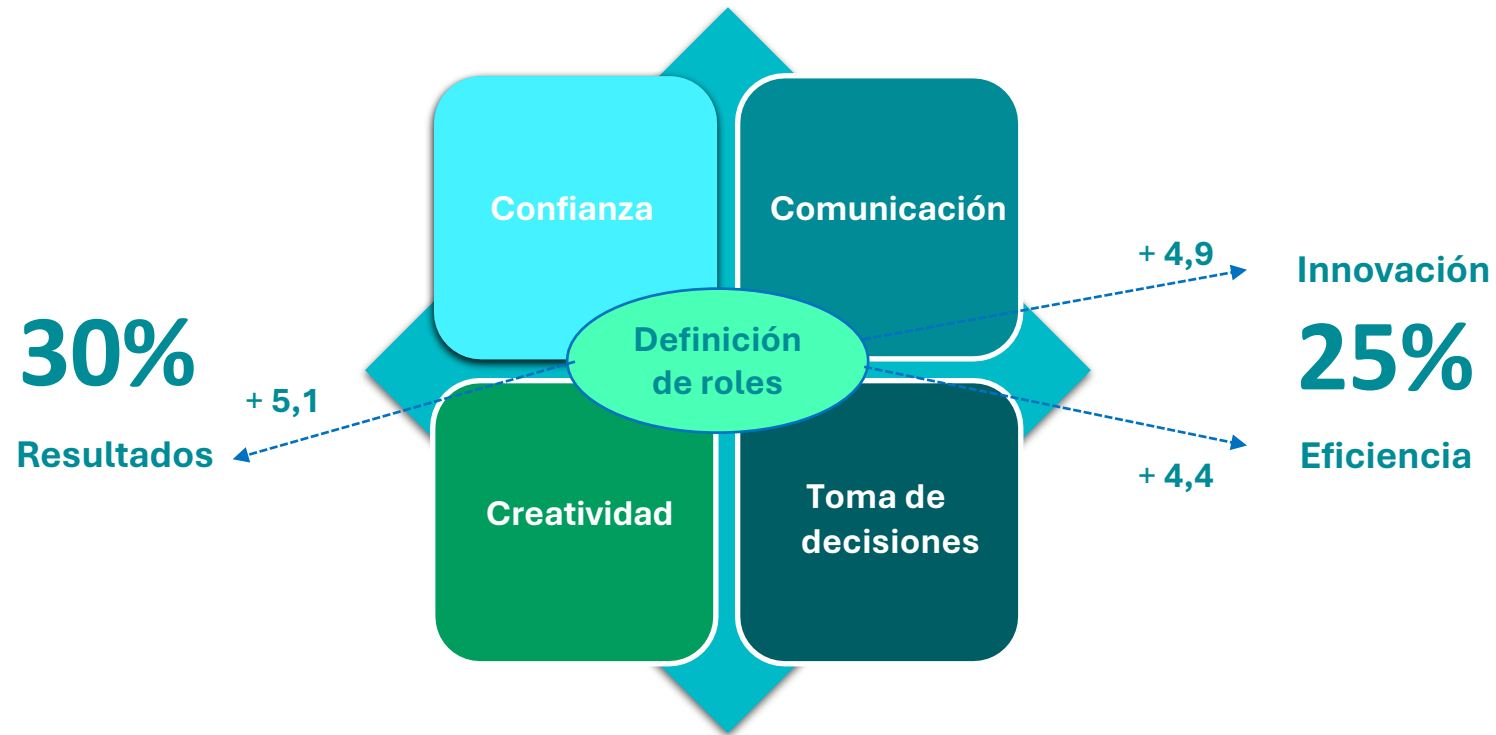 Confianza
Comunicación
+ 4,9
Innovación
30%
Definición
de roles
25%
+ 5,1
Resultados
Eficiencia
+ 4,4
Creatividad
Toma de
decisiones